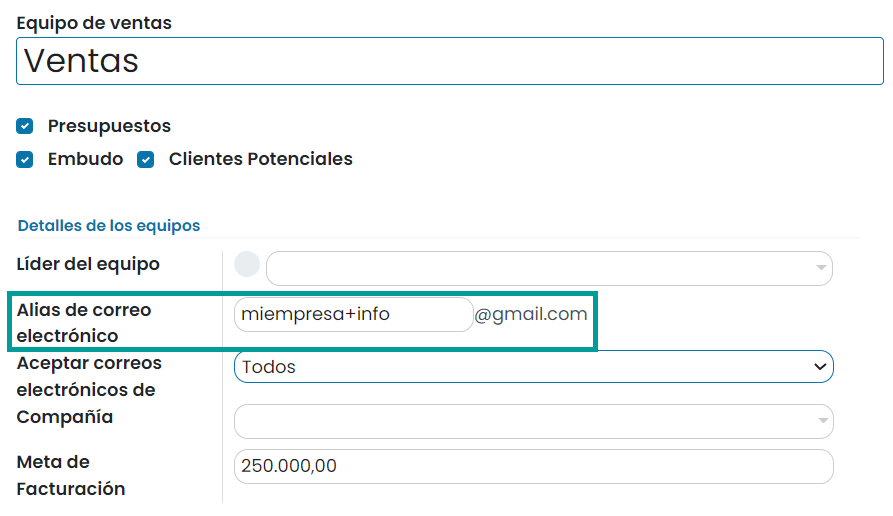 Equipo de ventas
Ventas
Presupuestos
Embudo Clientes Potenciales
Detalles de los equipos
Líder del equipo
Alias de correo
electrónico
miempresa+info@gmail.com
Aceptar correos
electrónicos de
Todos
Compañía
Meta de
Facturación
250.000,00